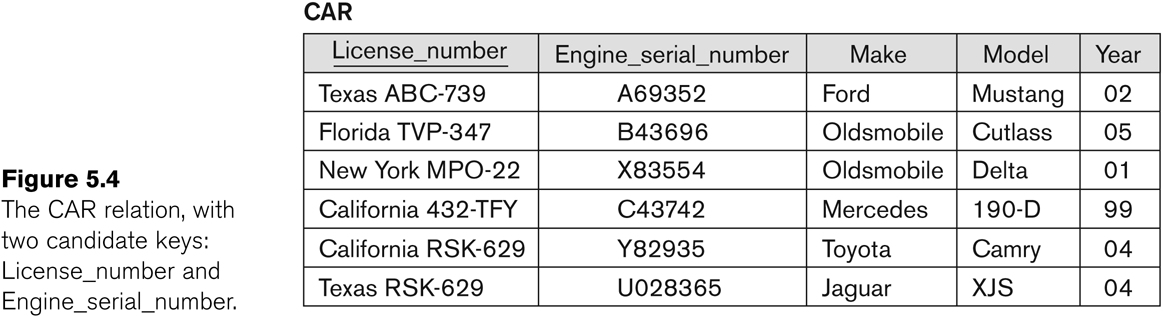 CAR
License_number Engine_serial_number Make Model Year
Texas ABC-739 A69352 Ford Mustang 02
Florida TVP-347 B43696 Oldsmobile Cutlass 05
New York MPO-22 X83554 Oldsmobile Delta 01
California 432-TFY C43742 Mercedes 190-D 99
California RSK-629 Y82935 Toyota Camry 04
Texas RSK-629 U028365 Jaguar XJS 04
Figure 5.4
The CAR relation, with
two candidate keys:
License_number and
Engine_serial_number.